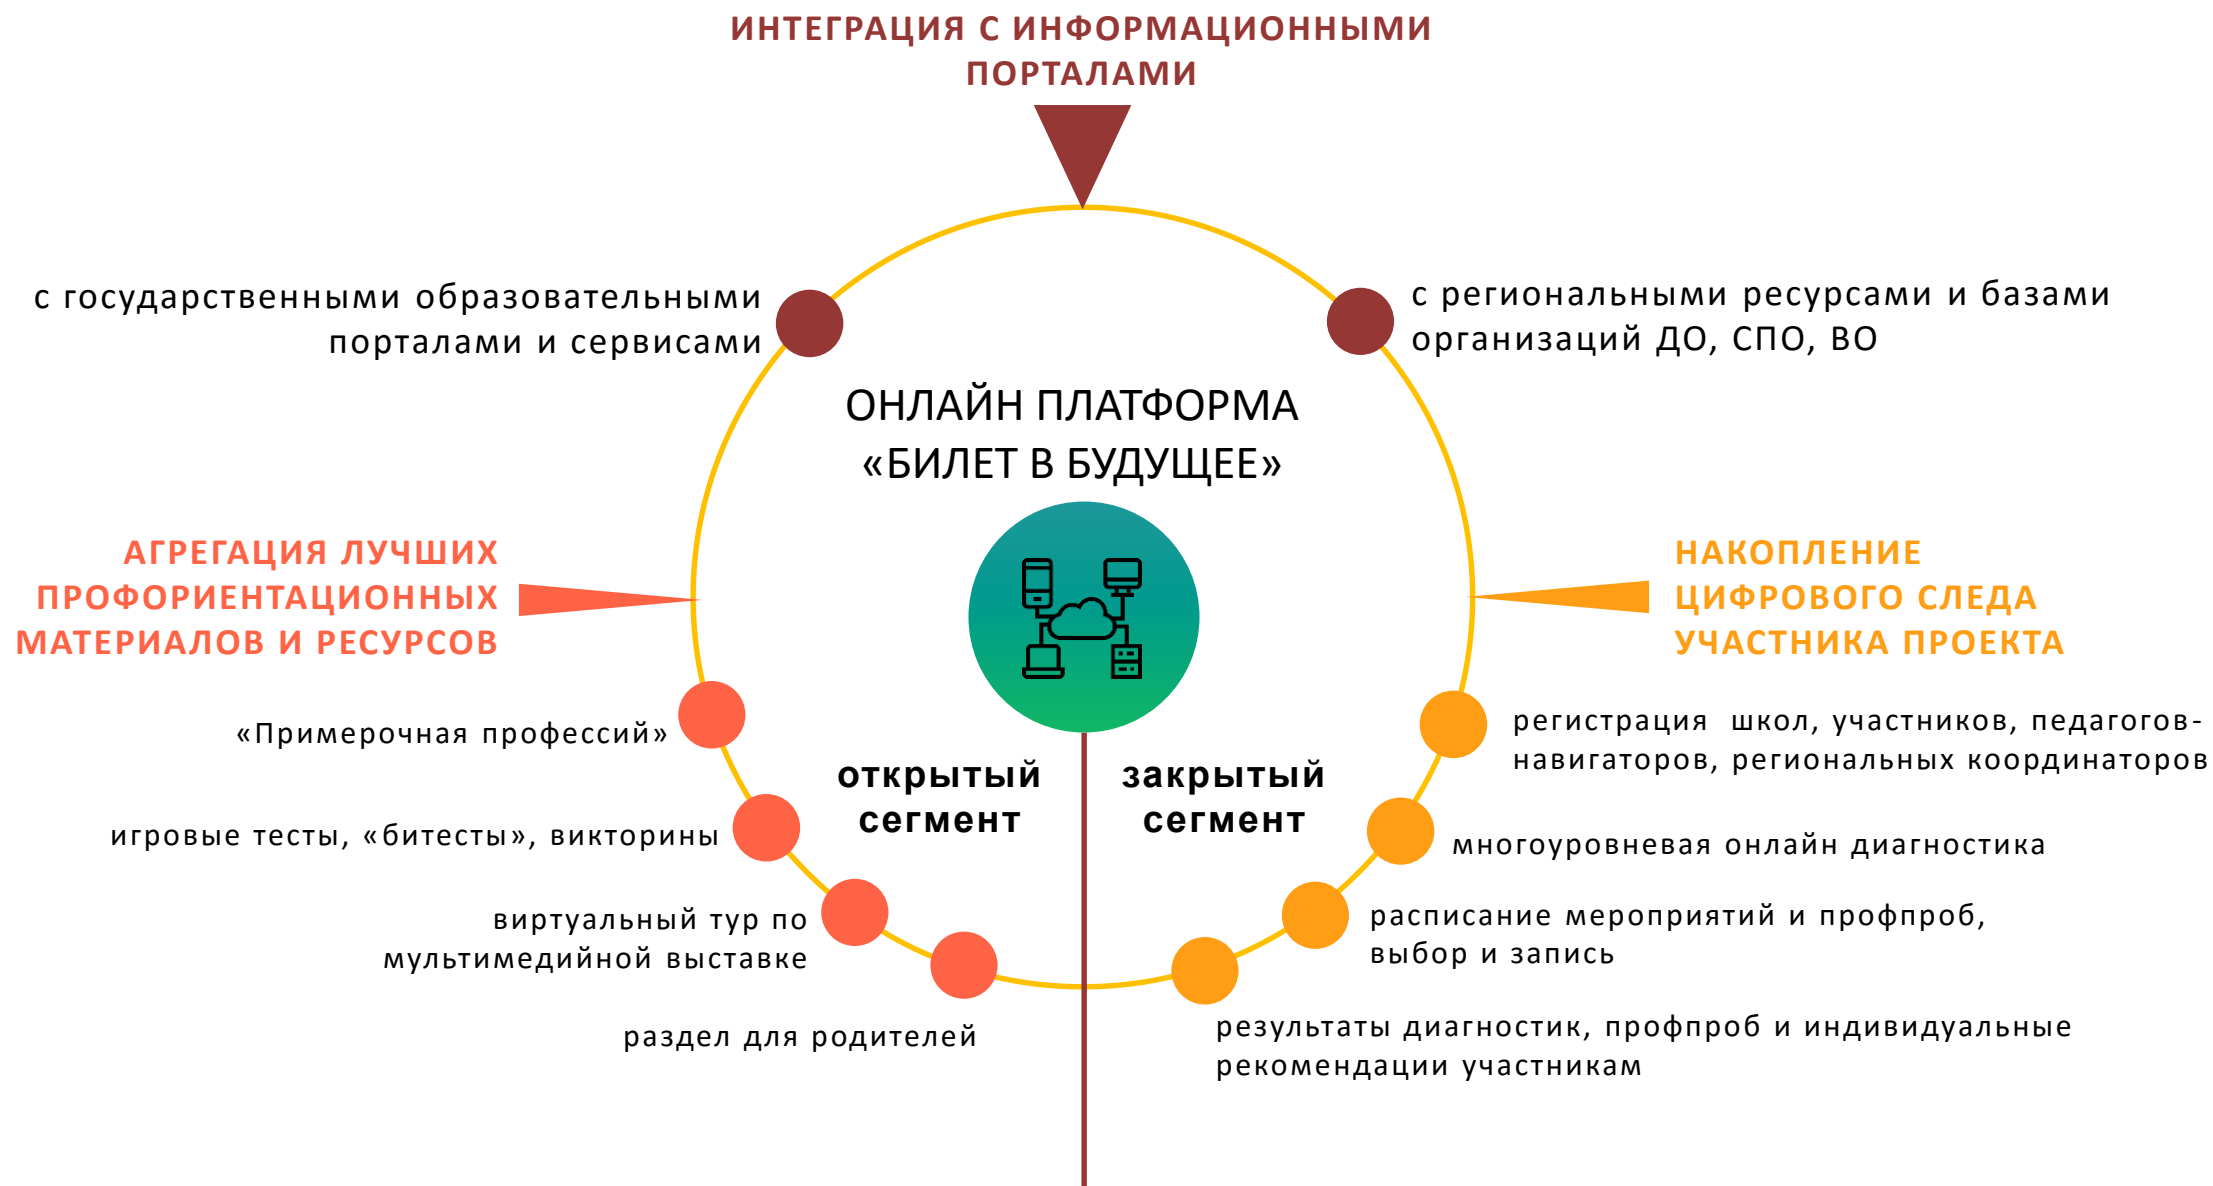 ИНТЕГРАЦИЯ С ИНФОРМАЦИОННЫМИ
ПОРТАЛАМИ
с государственными образовательными
порталами и сервисами
с региональными ресурсами и базами
организаций ДО, СПО, ВО
ОНЛАЙН ПЛАТФОРМА
«БИЛЕТ В БУДУЩЕЕ»
АГРЕГАЦИЯ ЛУЧШИХ
ПРОФОРИЕНТАЦИОННЫХ
МАТЕРИАЛОВ И РЕСУРСОВ
НАКОПЛЕНИЕ
ЦИФРОВОГО СЛЕДА
УЧАСТНИКА ПРОЕКТА
открытый
сегмент
закрытый
сегмент
«Примерочная профессий»
игровые тесты, «битесты», викторины
виртуальный тур по
мультимедийной выставке
раздел для родителей
регистрация школ, участников, педагогов-
навигаторов, региональных координаторов
многоуровневая онлайн диагностика
расписание мероприятий и профпроб,
выбор и запись
результаты диагностик, профпроб и индивидуальные
рекомендации участникам